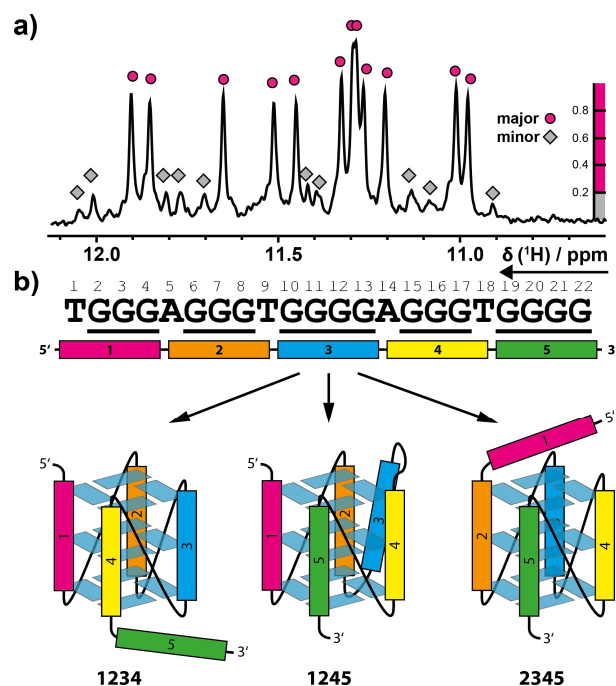 a)
major
minor
0.8
0.6
0.4
0.2
12.0 11.5 11.0
δ (¹H) / ppm
b)
1 2 3 4 5 6 7 8 9 10 11 12 13 14 15 16 17 18 19 20 21 22
TGGGAGGGTGGGGAGGGTGGGG
5‘ 1 2 3 4 5 3
5‘ 5‘ 5‘
1 2 3 4 5 3‘
1 2 3 4 5 3‘
1 2 4 5 3‘
1234 1245 2345